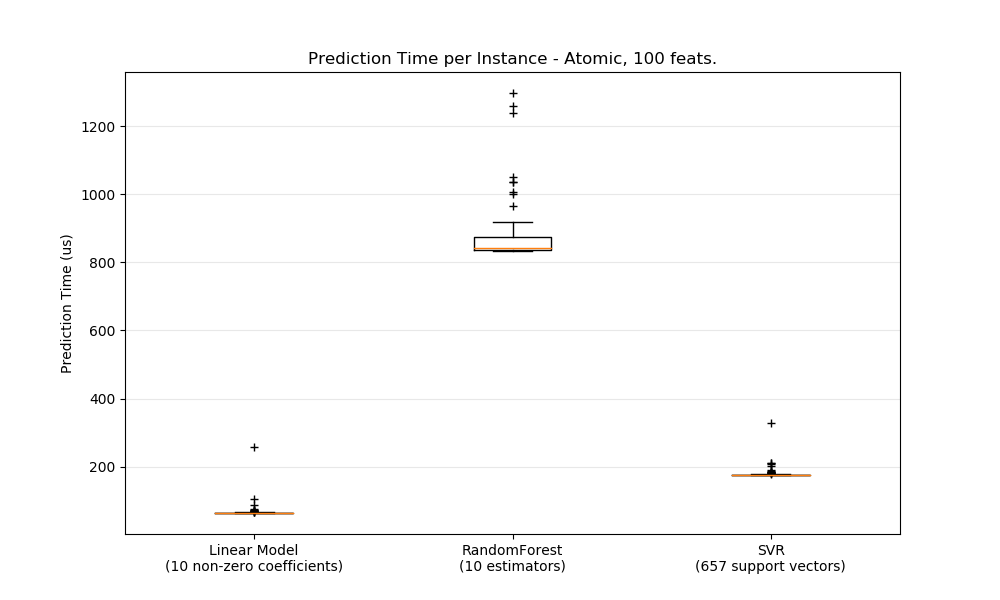 Prediction Time per Instance - Atomic, 100 feats.
Prediction Time (us)
1200
1000
800
600
400
200
Linear Model
(10 non-zero coefficients)
RandomForest
(10 estimators)
SVR
(657 support vectors)